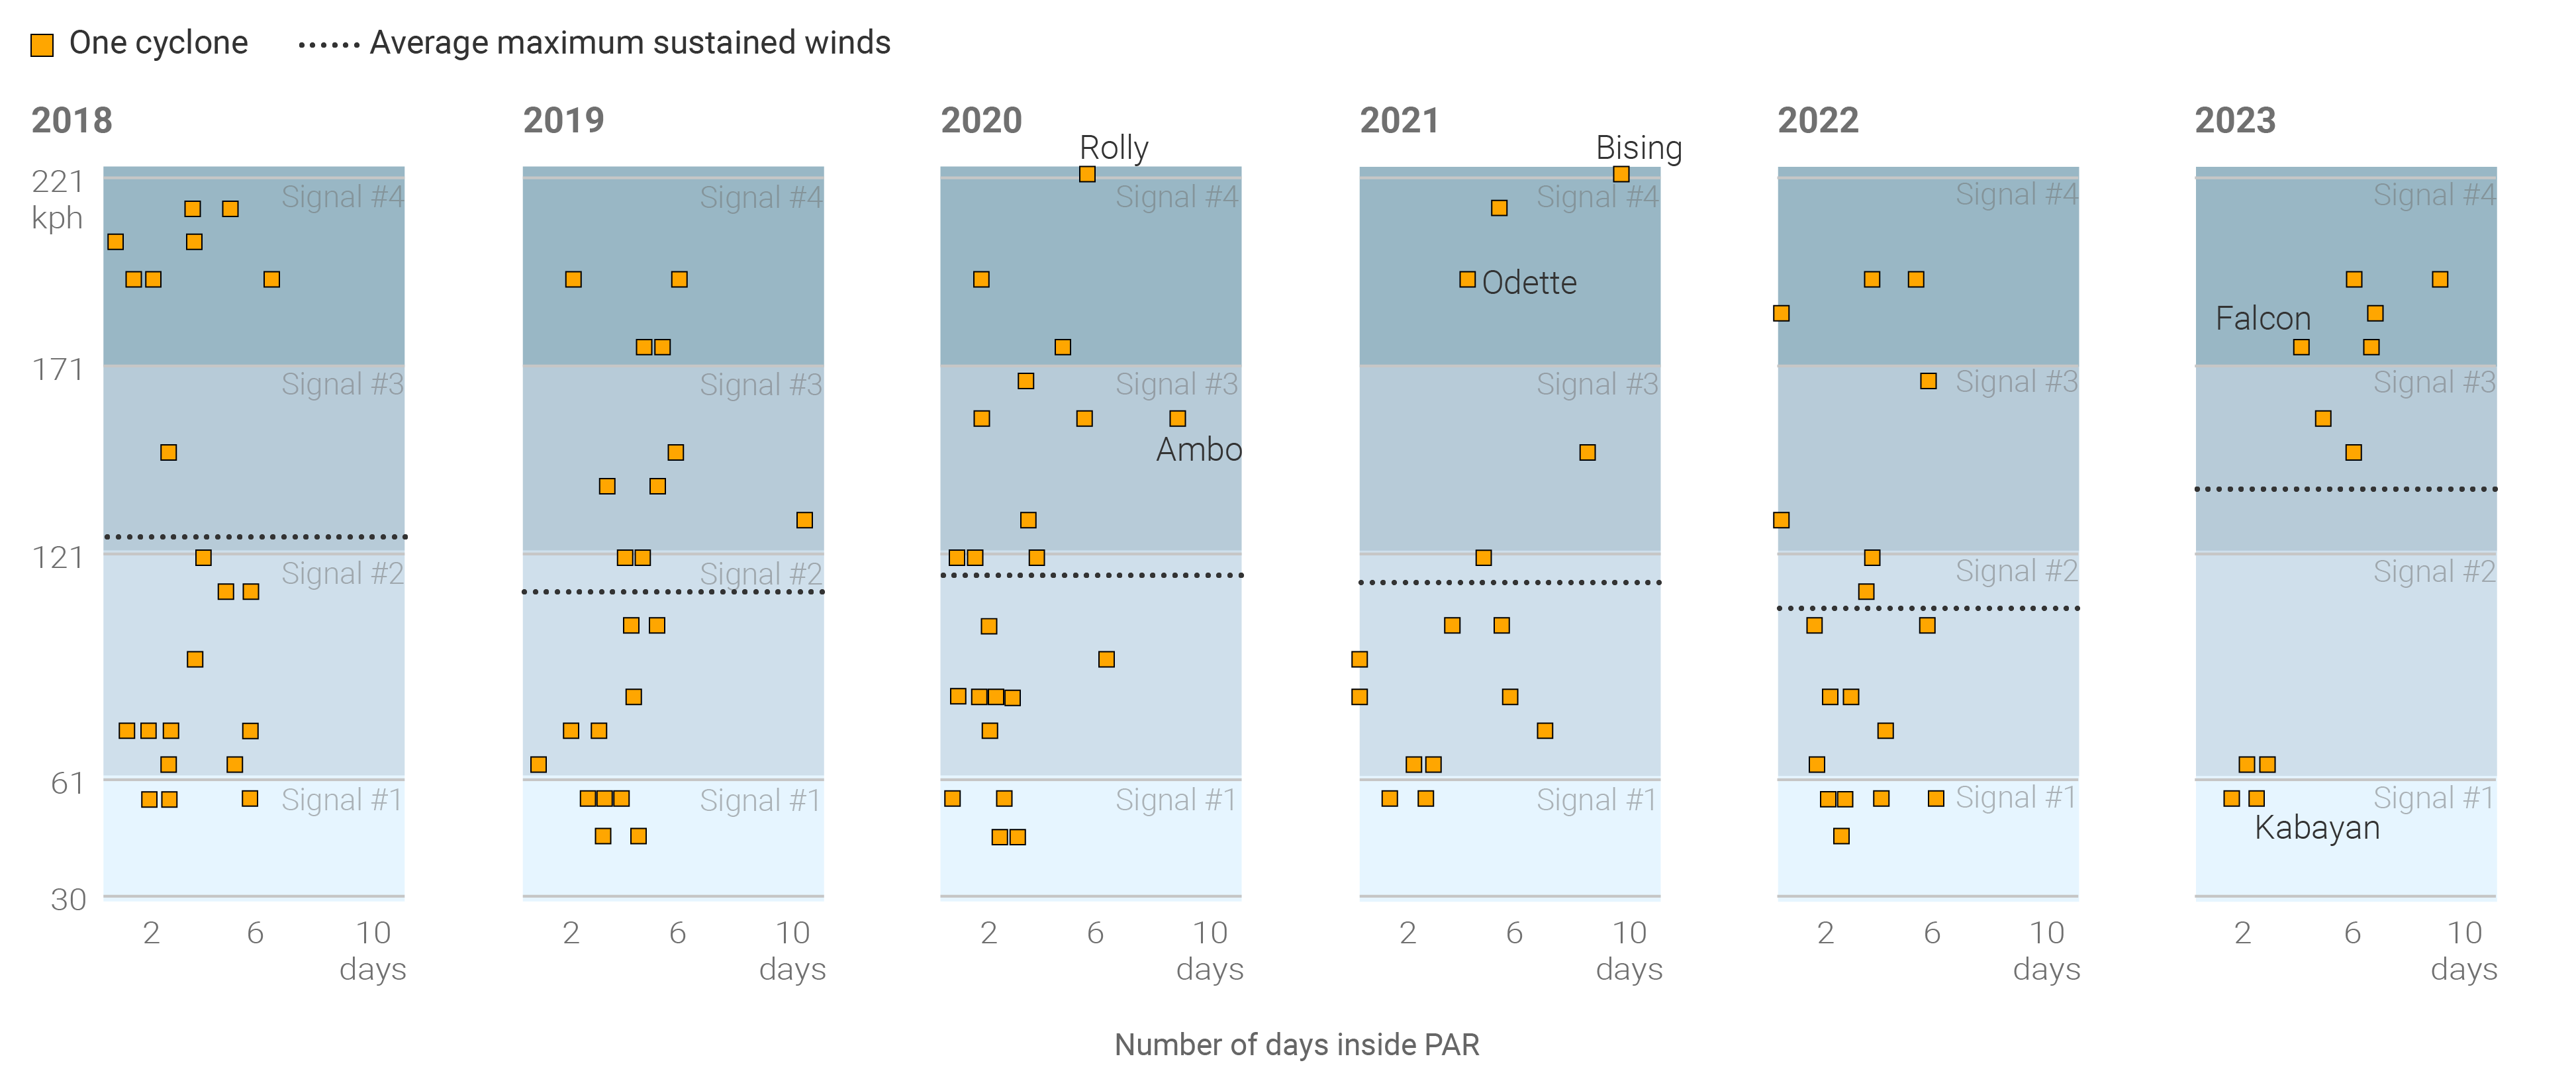 One cyclone
Average maximum sustained winds
2018
2019
2020
2021
2022
2023
Rolly
Bising
221
kph
Signal #4
Signal #4
Signal #4
Signal #4
Signal #4
Signal #4
Odette
Falcon
171
Signal #3
Signal #3
Signal #3
Signal #3
Signal #3
Signal #3
Ambo
121
Signal #2
Signal #2
Signal #2
Signal #2
61
Signal #1
Signal #1
Signal #1
Signal #1
Signal #1
Signal #1
Kabayan
30
2 6 10
days
2 6 10
days
2 6 10
days
2 6 10
days
2 6 10
days
2 6 10
days
Number of days inside PAR